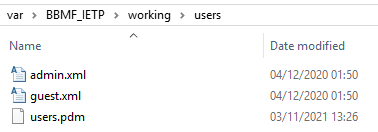 var > BBMF_IETP > working > users
Name Date modified
admin.xml 04/12/2020 01:50
guest.xml 04/12/2020 01:50
users.pdm 03/11/2021 13:26